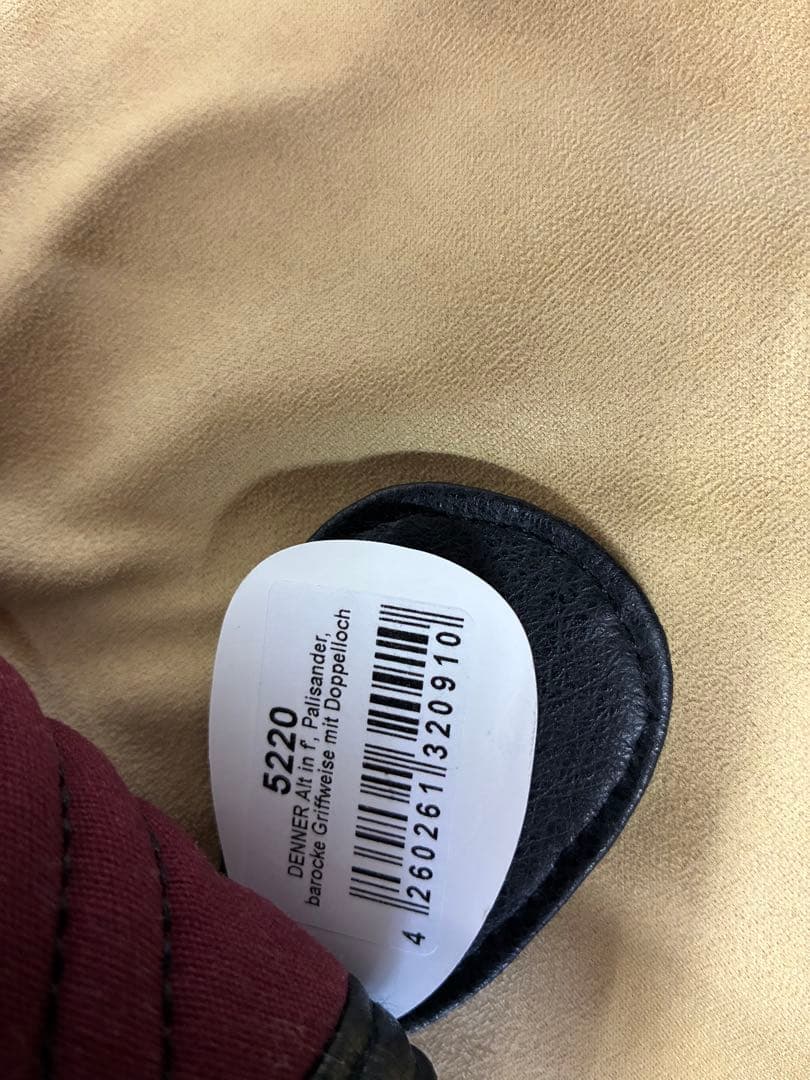 5220
DENNER Alt in f', Palisander,
barocke Griffweise mit Doppelloch
4 260261 320910